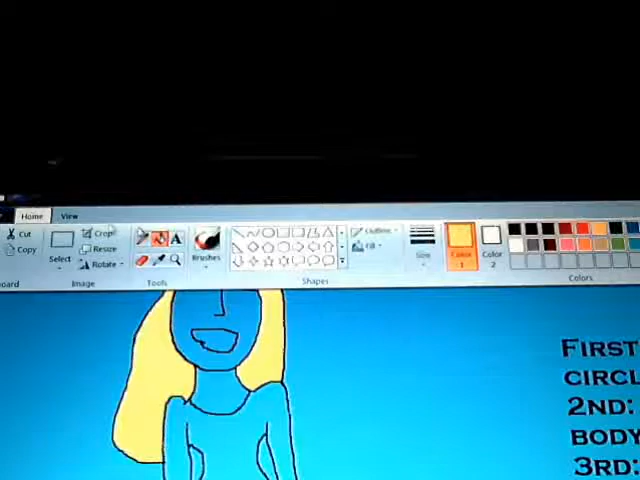 Home View
Cut
Copy
Crop
Resize
Rotate
Select
Brushes
Outline
Fill
Size
Color
1
Color
2
oard
Image
Tools
Shapes
Colors
FIRST
CIRCL
2ND:
BODY
3RD: